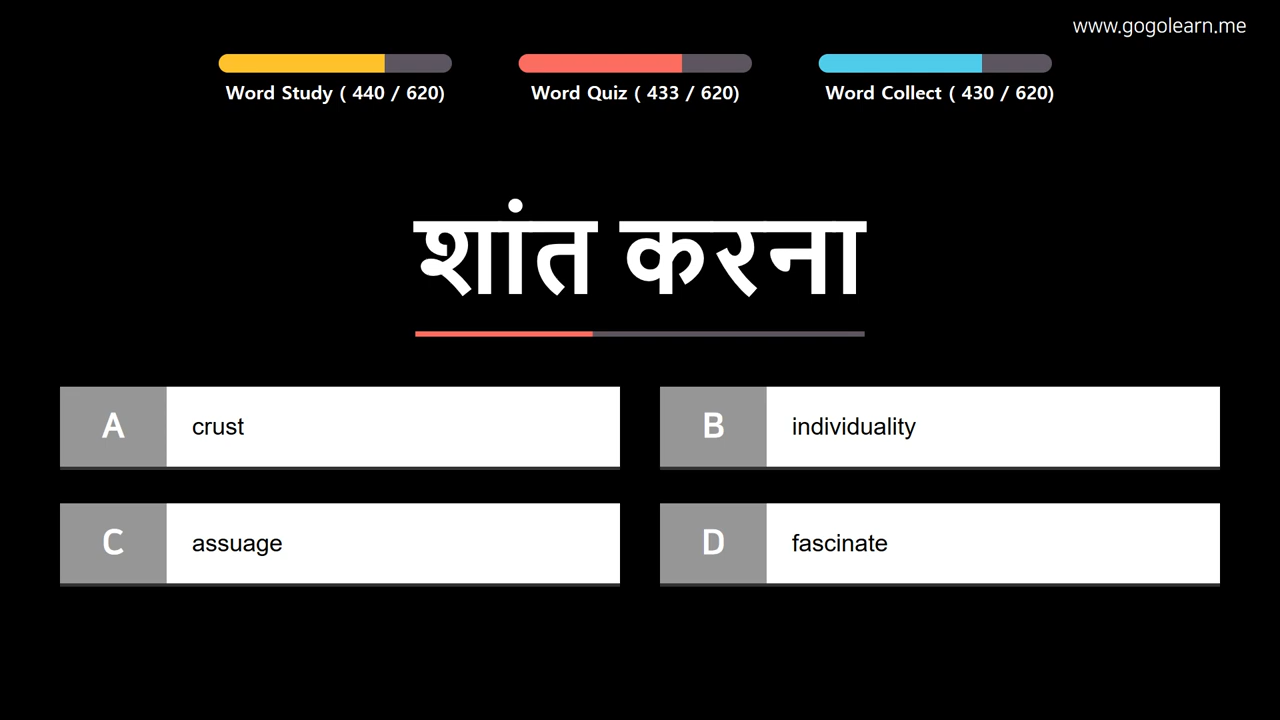 www.gogolearn.me
Word Study ( 440 / 620)
Word Quiz ( 433 / 620)
Word Collect ( 430 / 620)
शांत करना
A crust
B individuality
C assuage
D fascinate